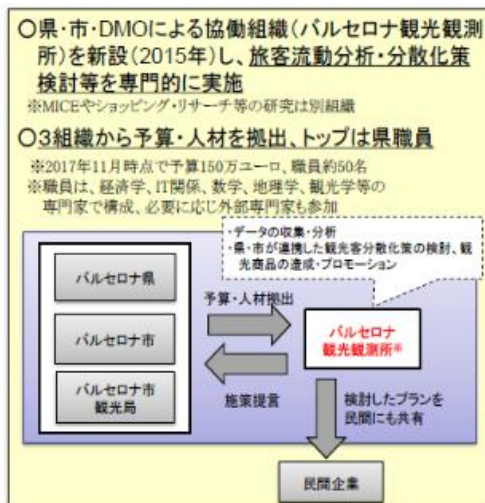 ○県・市・DMOによる協働組織(バルセロナ観光観測
所)を新設(2015年)し、旅客流動分析・分散化策
検討等を専門的に実施
※MICEやショッピング・リサーチ等の研究は別組織
○3組織から予算・人材を拠出、トップは県職員
※2017年11月時点で予算150万ユーロ、職員約50名
※職員は、経済学、IT関係、数学、地理学、観光学等の
専門家で構成、必要に応じ外部専門家も参加
・データの収集・分析
・県・市が連携した観光客分散化策の検討、観
光商品の造成・プロモーション
バルセロナ県
バルセロナ市
バルセロナ市
観光局
予算・人材拠出
施策提言
バルセロナ
観光観測所※
検討したプランを
民間にも共有
民間企業